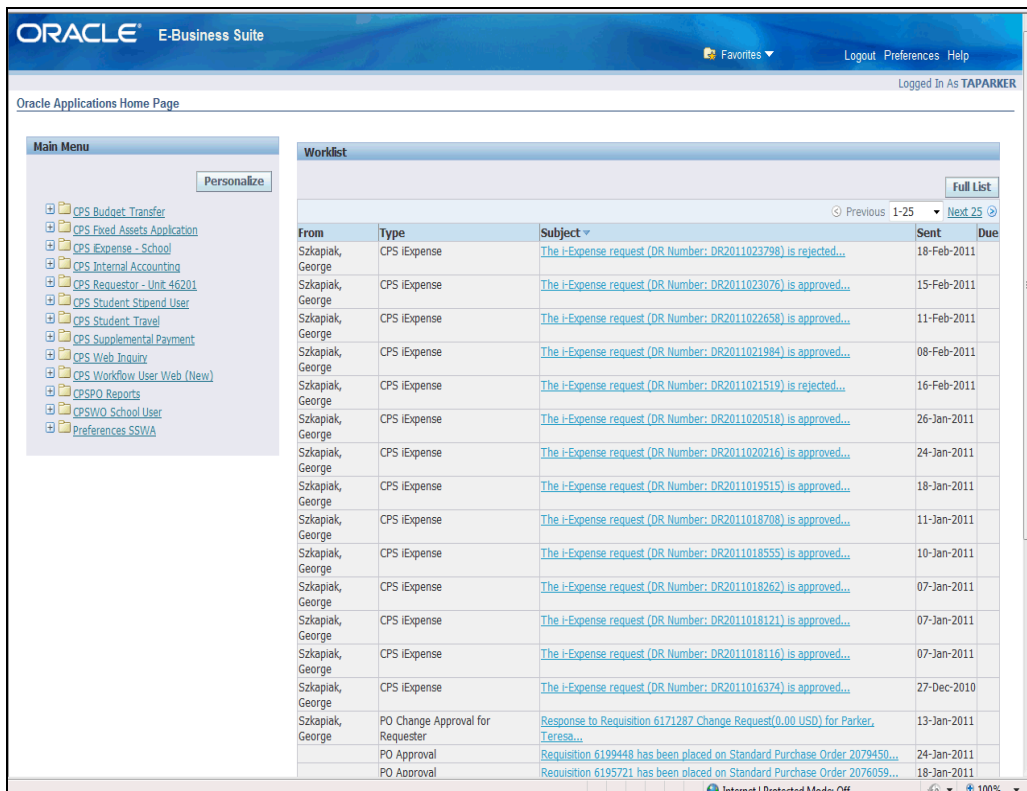 ORACLE E-Business Suite
Favorites
Logout Preferences Help
Logged In As TAPARKER
Oracle Applications Home Page
Main Menu
Personalize
CPS Budget Transfer
CPS Fixed Assets Application
CPS iExpense - School
CPS Internal Accounting
CPS Requestor - Unit 46201
CPS Student Stipend User
CPS Student Travel
CPS Supplemental Payment
CPS Web Inquiry
CPS Workflow User Web (New)
CPSPO Reports
CPSWO School User
Preferences SSWA
Worklist
Full List
Previous 1-25 Next 25
From Type Subject Sent Due
Szkapiak, CPS iExpense The i-Expense request (DR Number: DR2011023798) is rejected... 18-Feb-2011
George
Szkapiak, CPS iExpense The i-Expense request (DR Number: DR2011023076) is approved... 15-Feb-2011
George
Szkapiak, CPS iExpense The i-Expense request (DR Number: DR2011022658) is approved... 11-Feb-2011
George
Szkapiak, CPS iExpense The i-Expense request (DR Number: DR2011021984) is approved... 08-Feb-2011
George
Szkapiak, CPS iExpense The i-Expense request (DR Number: DR2011021519) is rejected... 16-Feb-2011
George
Szkapiak, CPS iExpense The i-Expense request (DR Number: DR2011020518) is approved... 26-Jan-2011
George
Szkapiak, CPS iExpense The i-Expense request (DR Number: DR2011020216) is approved... 24-Jan-2011
George
Szkapiak, CPS iExpense The i-Expense request (DR Number: DR2011019515) is approved... 18-Jan-2011
George
Szkapiak, CPS iExpense The i-Expense request (DR Number: DR2011018708) is approved... 11-Jan-2011
George
Szkapiak, CPS iExpense The i-Expense request (DR Number: DR2011018555) is approved... 10-Jan-2011
George
Szkapiak, CPS iExpense The i-Expense request (DR Number: DR2011018262) is approved... 07-Jan-2011
George
Szkapiak, CPS iExpense The i-Expense request (DR Number: DR2011018121) is approved... 07-Jan-2011
George
Szkapiak, CPS iExpense The i-Expense request (DR Number: DR2011018116) is approved... 07-Jan-2011
George
Szkapiak, CPS iExpense The i-Expense request (DR Number: DR2011016374) is approved... 27-Dec-2010
George
Szkapiak, PO Change Approval for Response to Requisition 6171287 Change Request(0.00 USD) for Parker, 13-Jan-2011
George Requester Teresa...
PO Approval Requisition 6199448 has been placed on Standard Purchase Order 2079450... 24-Jan-2011
PO Approval Requisition 6195721 has been placed on Standard Purchase Order 2076059... 18-Jan-2011
Internet | Protected Mode: Off 100%